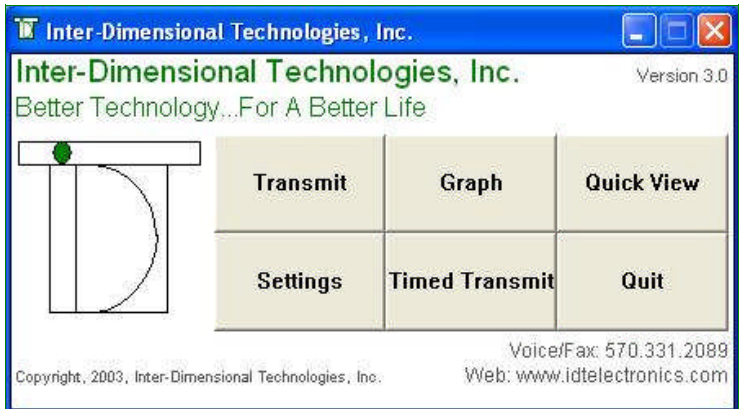 Inter-Dimensional Technologies, Inc.
Inter-Dimensional Technologies, Inc.
Version 3.0
Better Technology...For A Better Life
Transmit
Graph
Quick View
Settings
Timed Transmit
Quit
Voice/Fax: 570.331.2089
Copyright, 2003, Inter-Dimensional Technologies, Inc.
Web: www.idtelectronics.com